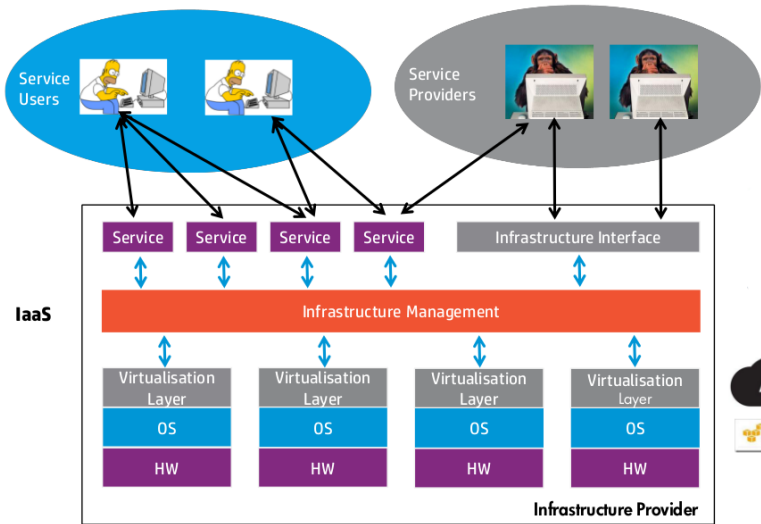 Service
Users
Service
Providers
Service
Service
Service
Service
Infrastructure Interface
IaaS
Infrastructure Management
Virtualisation
Layer
Virtualisation
Layer
Virtualisation
Layer
Virtualisation
Layer
OS
OS
OS
OS
HW
HW
HW
HW
Infrastructure Provider